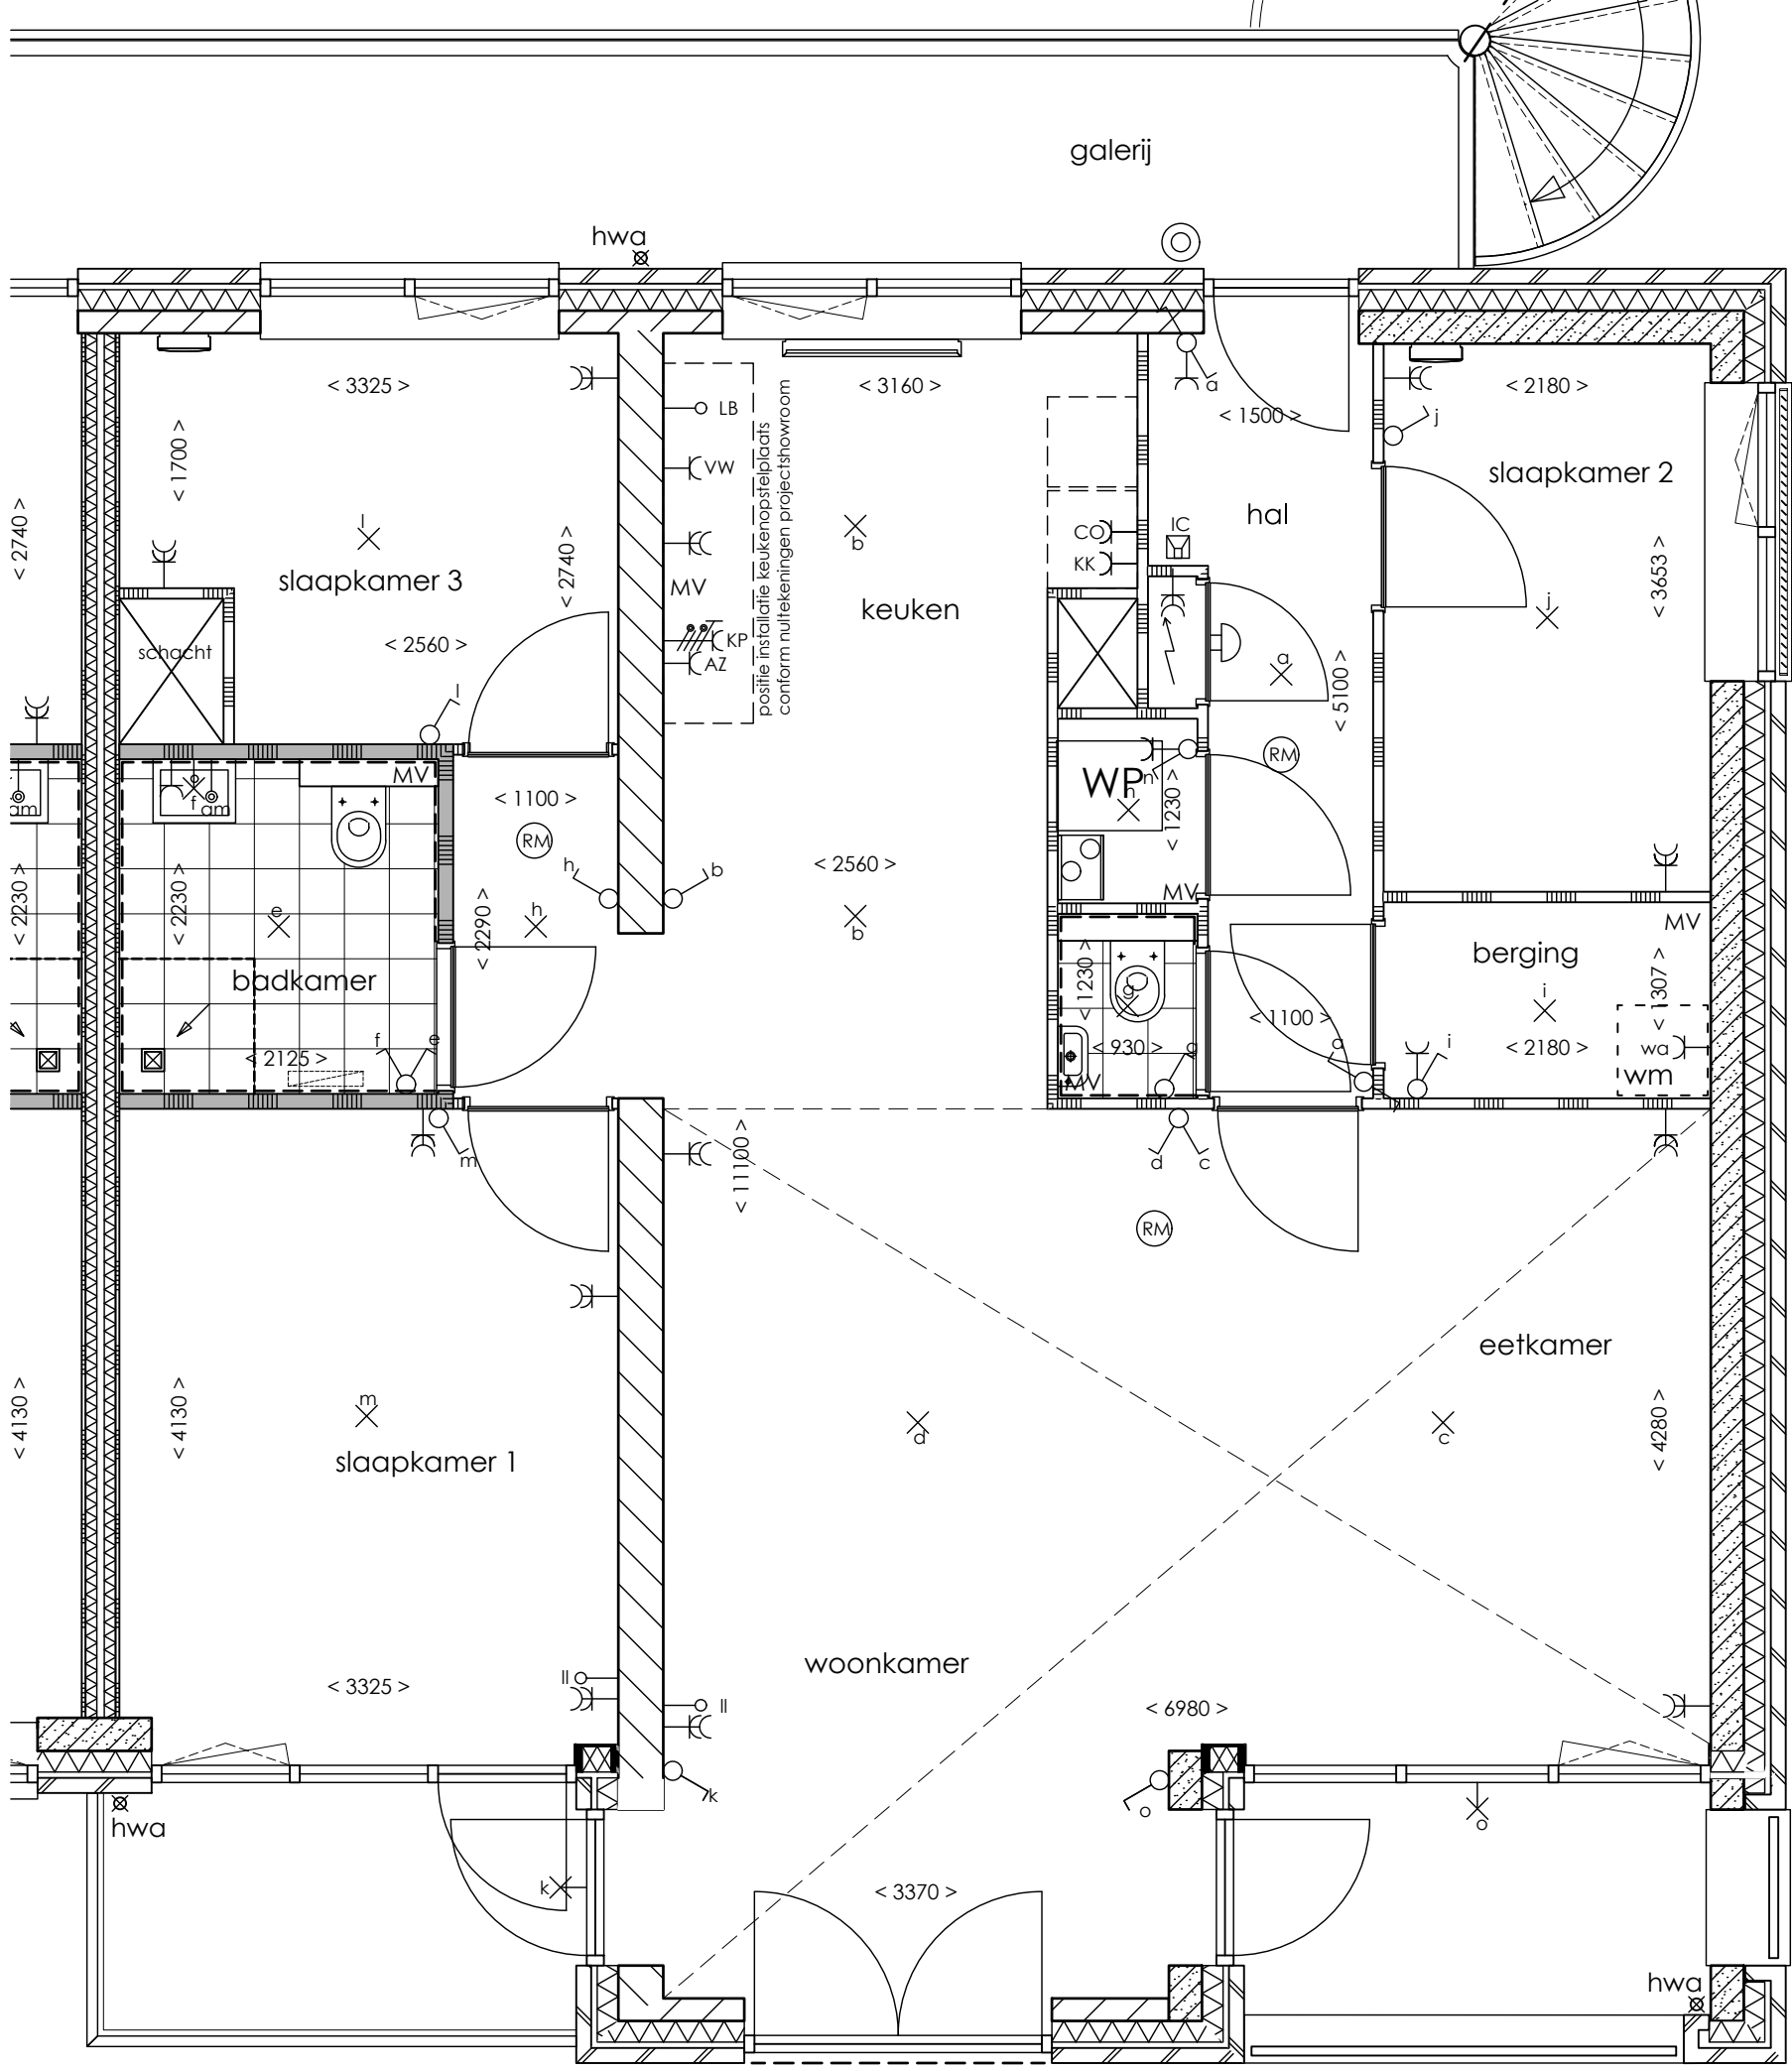 galerij
hwa
< 3325 >
LB
< 3160 >
a
< 1500 >
< 2180 >
j
VW
< 1700 >
positie installatie keukenopstelplaats
conform nultekeningen projectshowroom
slaapkamer 2
< 2740 >
l
< 2740 >
b
CO
KK
IC
hal
< 3653 >
slaapkamer 3
MV
keuken
j
schacht
< 2560 >
KP
AZ
a
< 5100 >
l
am
f
am
MV
< 1100 >
RM
WP
n
n
< 1230 >
RM
h
b
< 2560 >
MV
< 2230 >
< 2230 >
e
< 2290 >
h
b
MV
badkamer
< 1230 >
g
berging
i
< 1307 >
f
e
< 2125 >
< 930 >
g
< 1100 >
a
i
< 2180 >
wa
wm
MV
m
< 11100 >
d
c
RM
eetkamer
< 4130 >
< 4130 >
m
d
c
< 4280 >
slaapkamer 1
woonkamer
ll
< 3325 >
ll
< 6980 >
k
o
hwa
o
k
< 3370 >
hwa